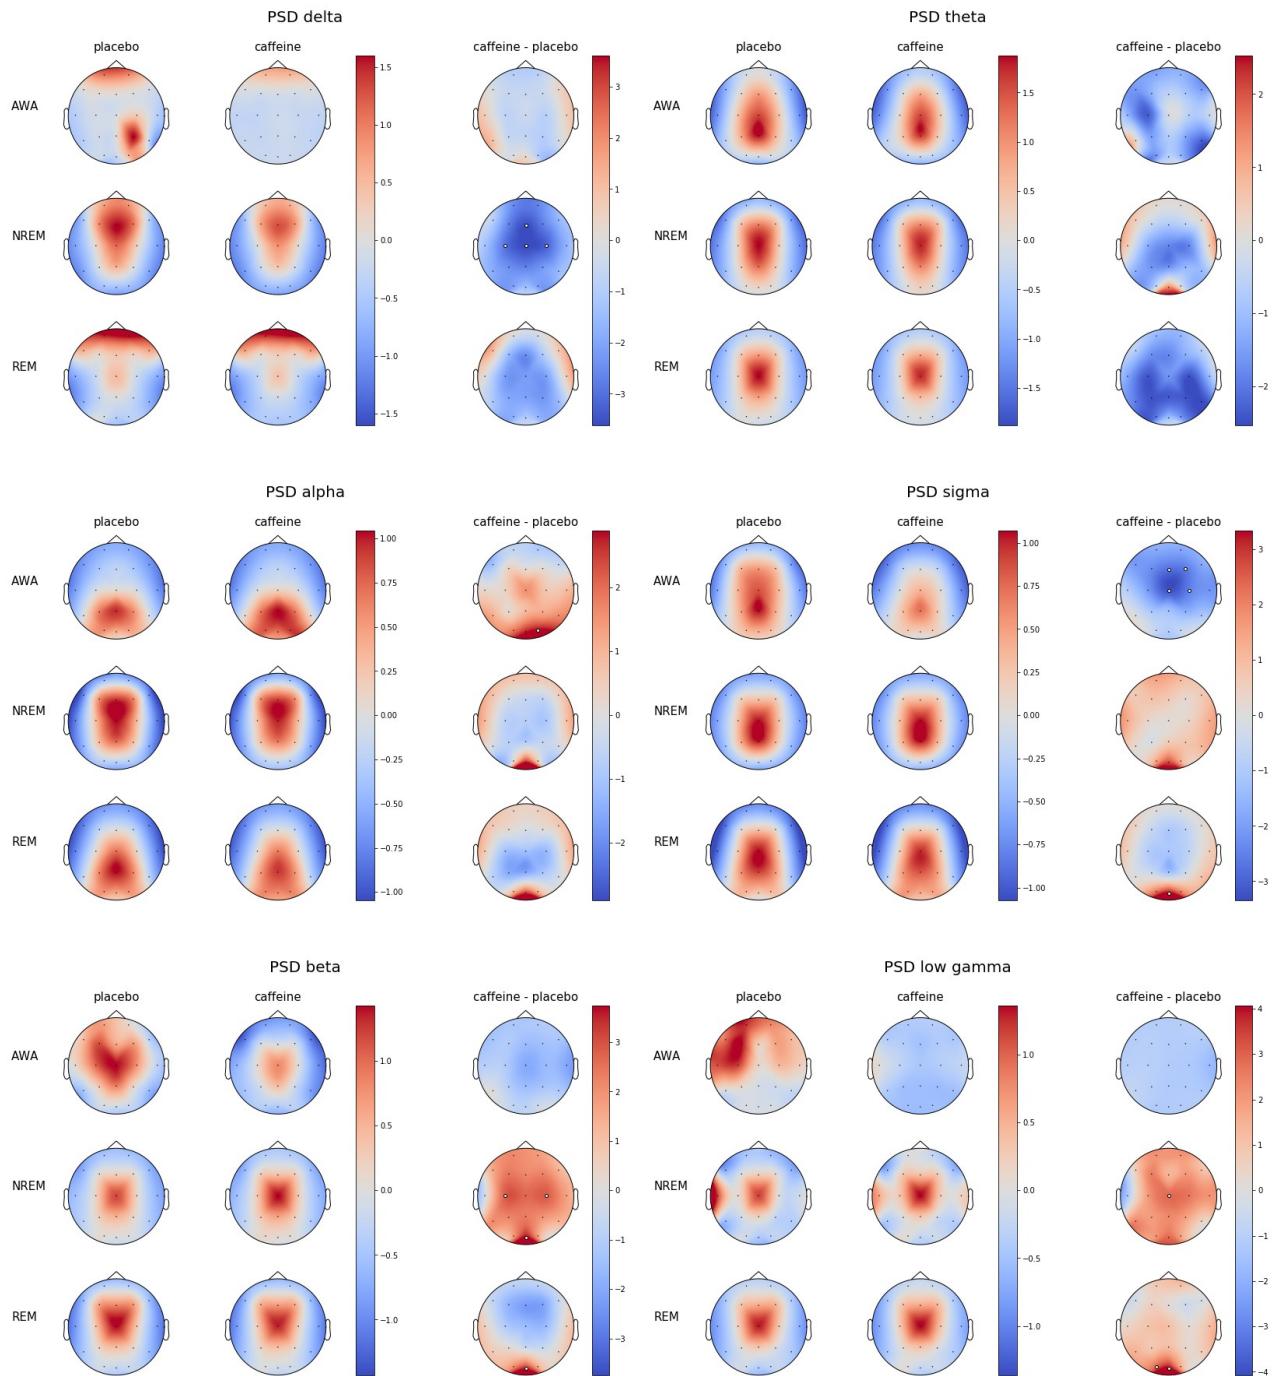 PSD delta
placebo caffeine caffeine - placebo
AWA
NREM
REM
1.5
1.0
0.5
0.0
−0.5
−1.0
−1.5
3
2
1
0
−1
−2
−3
PSD theta
placebo caffeine caffeine - placebo
AWA
NREM
REM
1.5
1.0
0.5
0.0
−0.5
−1.0
−1.5
2
1
0
−1
−2
PSD alpha
placebo caffeine caffeine - placebo
AWA
NREM
REM
1.00
0.75
0.50
0.25
0.00
−0.25
−0.50
−0.75
−1.00
2
1
0
−1
−2
PSD sigma
placebo caffeine caffeine - placebo
AWA
NREM
REM
1.00
0.75
0.50
0.25
0.00
−0.25
−0.50
−0.75
−1.00
3
2
1
0
−1
−2
−3
PSD beta
placebo caffeine caffeine - placebo
AWA
NREM
REM
1.0
0.5
0.0
−0.5
−1.0
3
2
1
0
−1
−2
−3
PSD low gamma
placebo caffeine caffeine - placebo
AWA
NREM
REM
1.0
0.5
0.0
−0.5
−1.0
4
3
2
1
0
−1
−2
−3
−4